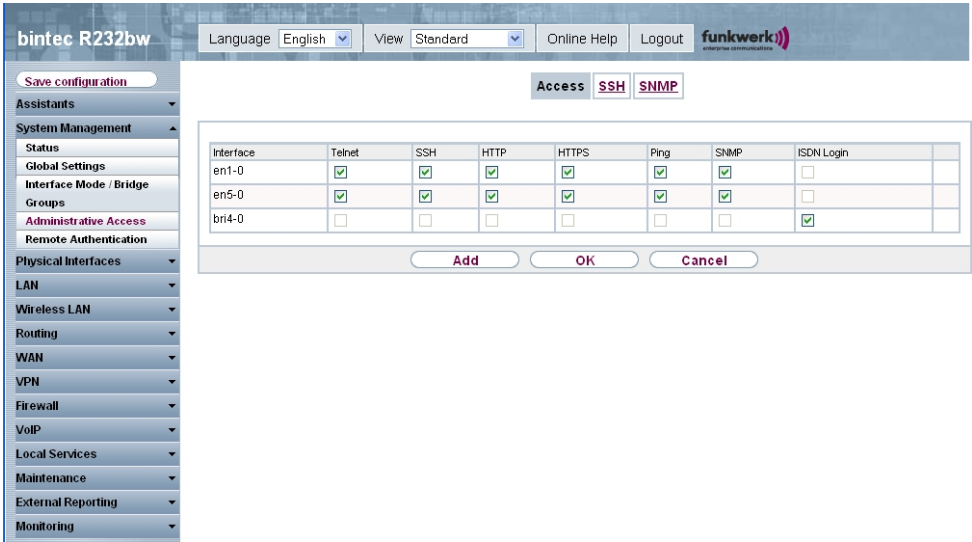 bintec R232bw
Language English View Standard Online Help Logout funkwerk
enterprise communications
Save configuration
Access SSH SNMP
Assistants
System Management
Status
Global Settings
Interface Mode / Bridge
Groups
Administrative Access
Remote Authentication
Physical Interfaces
LAN
Wireless LAN
Routing
WAN
VPN
Firewall
VoIP
Local Services
Maintenance
External Reporting
Monitoring
Interface Telnet SSH HTTP HTTPS Ping SNMP ISDN Login
en1-0
en5-0
bri4-0
Add OK Cancel